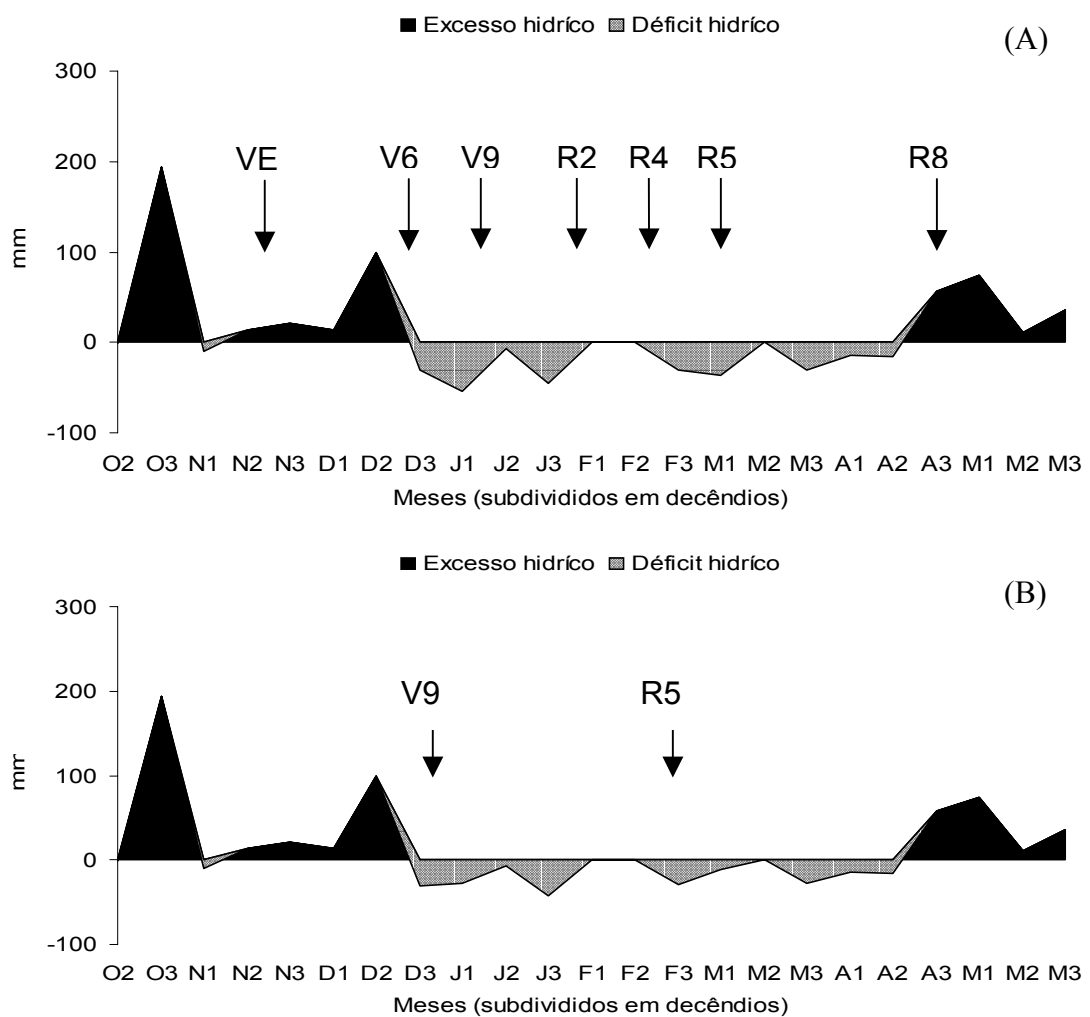 ■ Excesso hidríco ■ Déficit hidríco
(A)
300
200
100
0
-100
mm
VE V6 V9 R2 R4 R5 R8
O2 O3 N1 N2 N3 D1 D2 D3 J1 J2 J3 F1 F2 F3 M1 M2 M3 A1 A2 A3 M1 M2 M3
Meses (subdivididos em decêndios)
■ Excesso hidríco ■ Déficit hidríco
(B)
300
200
100
0
-100
mm
V9 R5
O2 O3 N1 N2 N3 D1 D2 D3 J1 J2 J3 F1 F2 F3 M1 M2 M3 A1 A2 A3 M1 M2 M3
Meses (subdivididos em decêndios)